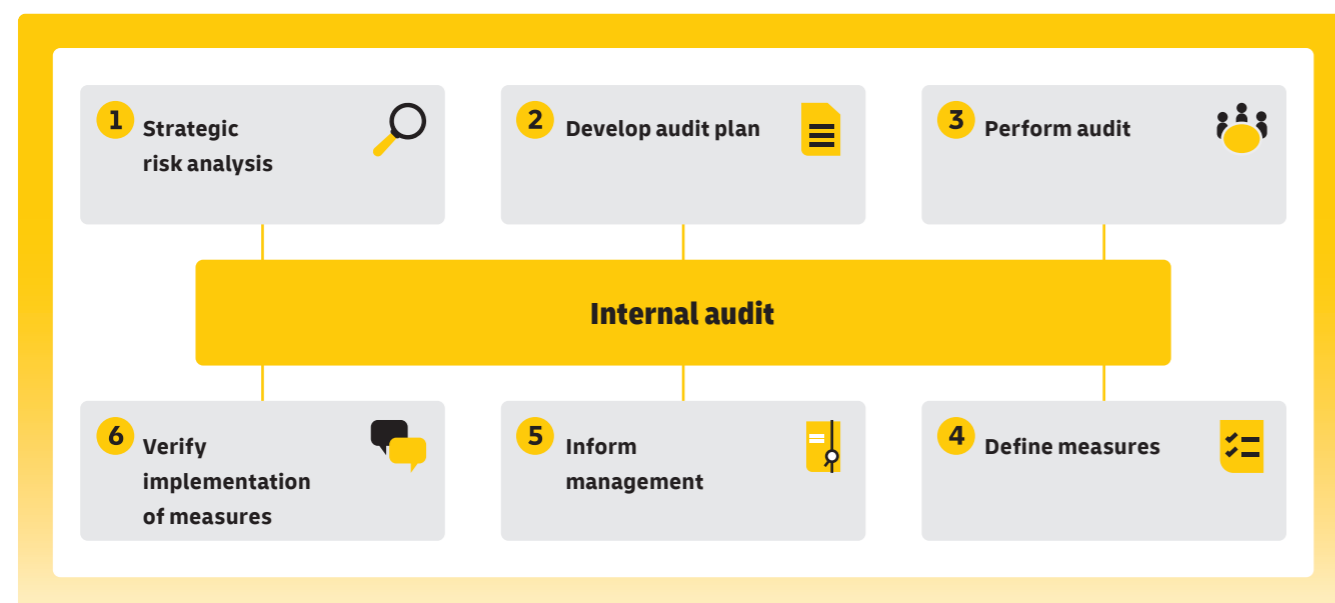 1 Strategic
risk analysis
2 Develop audit plan
3 Perform audit
Internal audit
6 Verify
implementation
of measures
5 Inform
management
4 Define measures